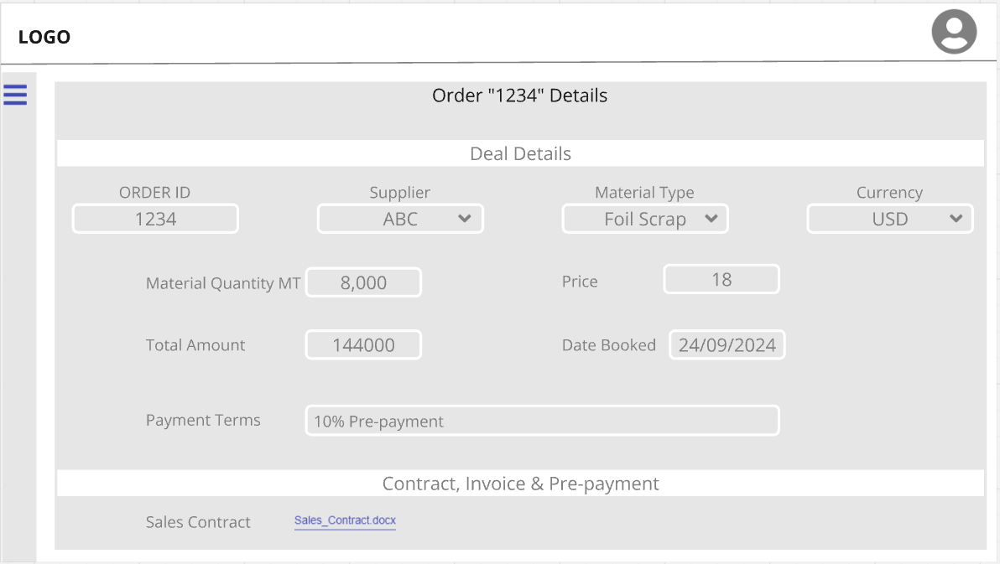 LOGO
Order "1234" Details
Deal Details
ORDER ID Supplier Material Type Currency
1234 ABC Foil Scrap USD
Material Quantity MT 8,000 Price 18
Total Amount 144000 Date Booked 24/09/2024
Payment Terms 10% Pre-payment
Contract, Invoice & Pre-payment
Sales Contract Sales_Contract.docx